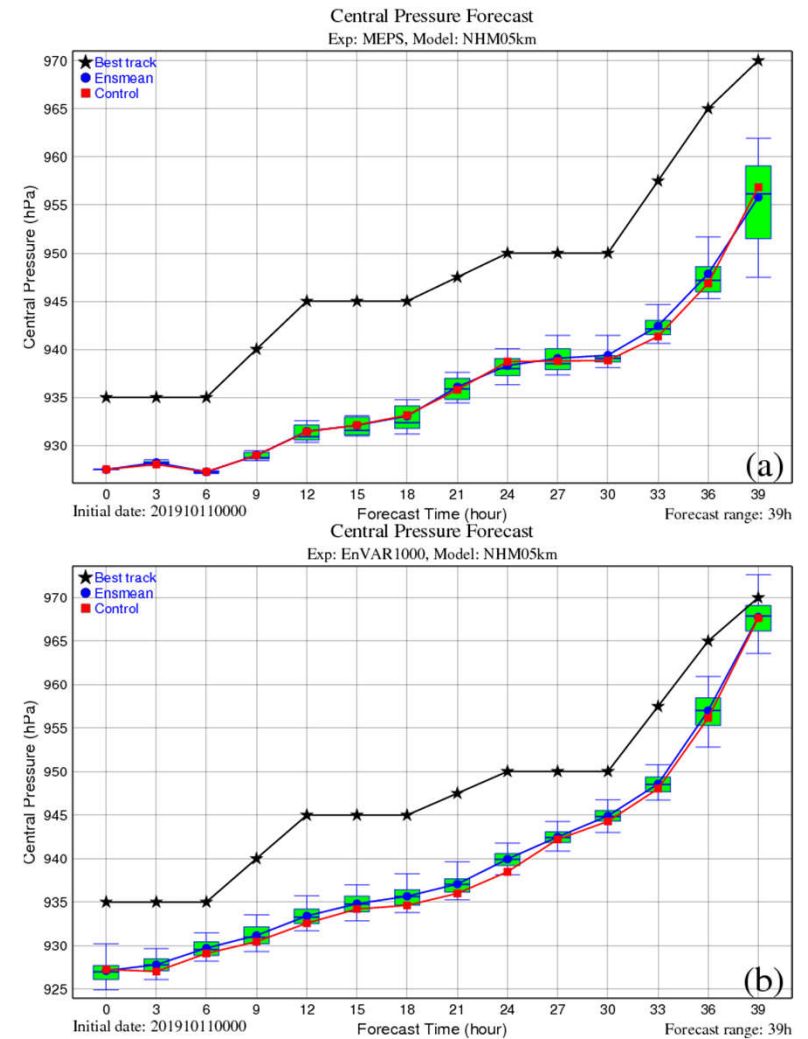 Central Pressure Forecast
Exp: MEPS, Model: NHM05km
Best track
Ensmean
Control
970
965
960
955
950
945
940
935
930
Central Pressure (hPa)
(a)
0 3 6 9 12 15 18 21 24 27 30 33 36 39
Initial date: 201910110000 Forecast Time (hour) Forecast range: 39h
Central Pressure Forecast
Exp: EnVAR1000, Model: NHM05km
Best track
Ensmean
Control
970
965
960
955
950
945
940
935
930
925
Central Pressure (hPa)
(b)
0 3 6 9 12 15 18 21 24 27 30 33 36 39
Initial date: 201910110000 Forecast Time (hour) Forecast range: 39h